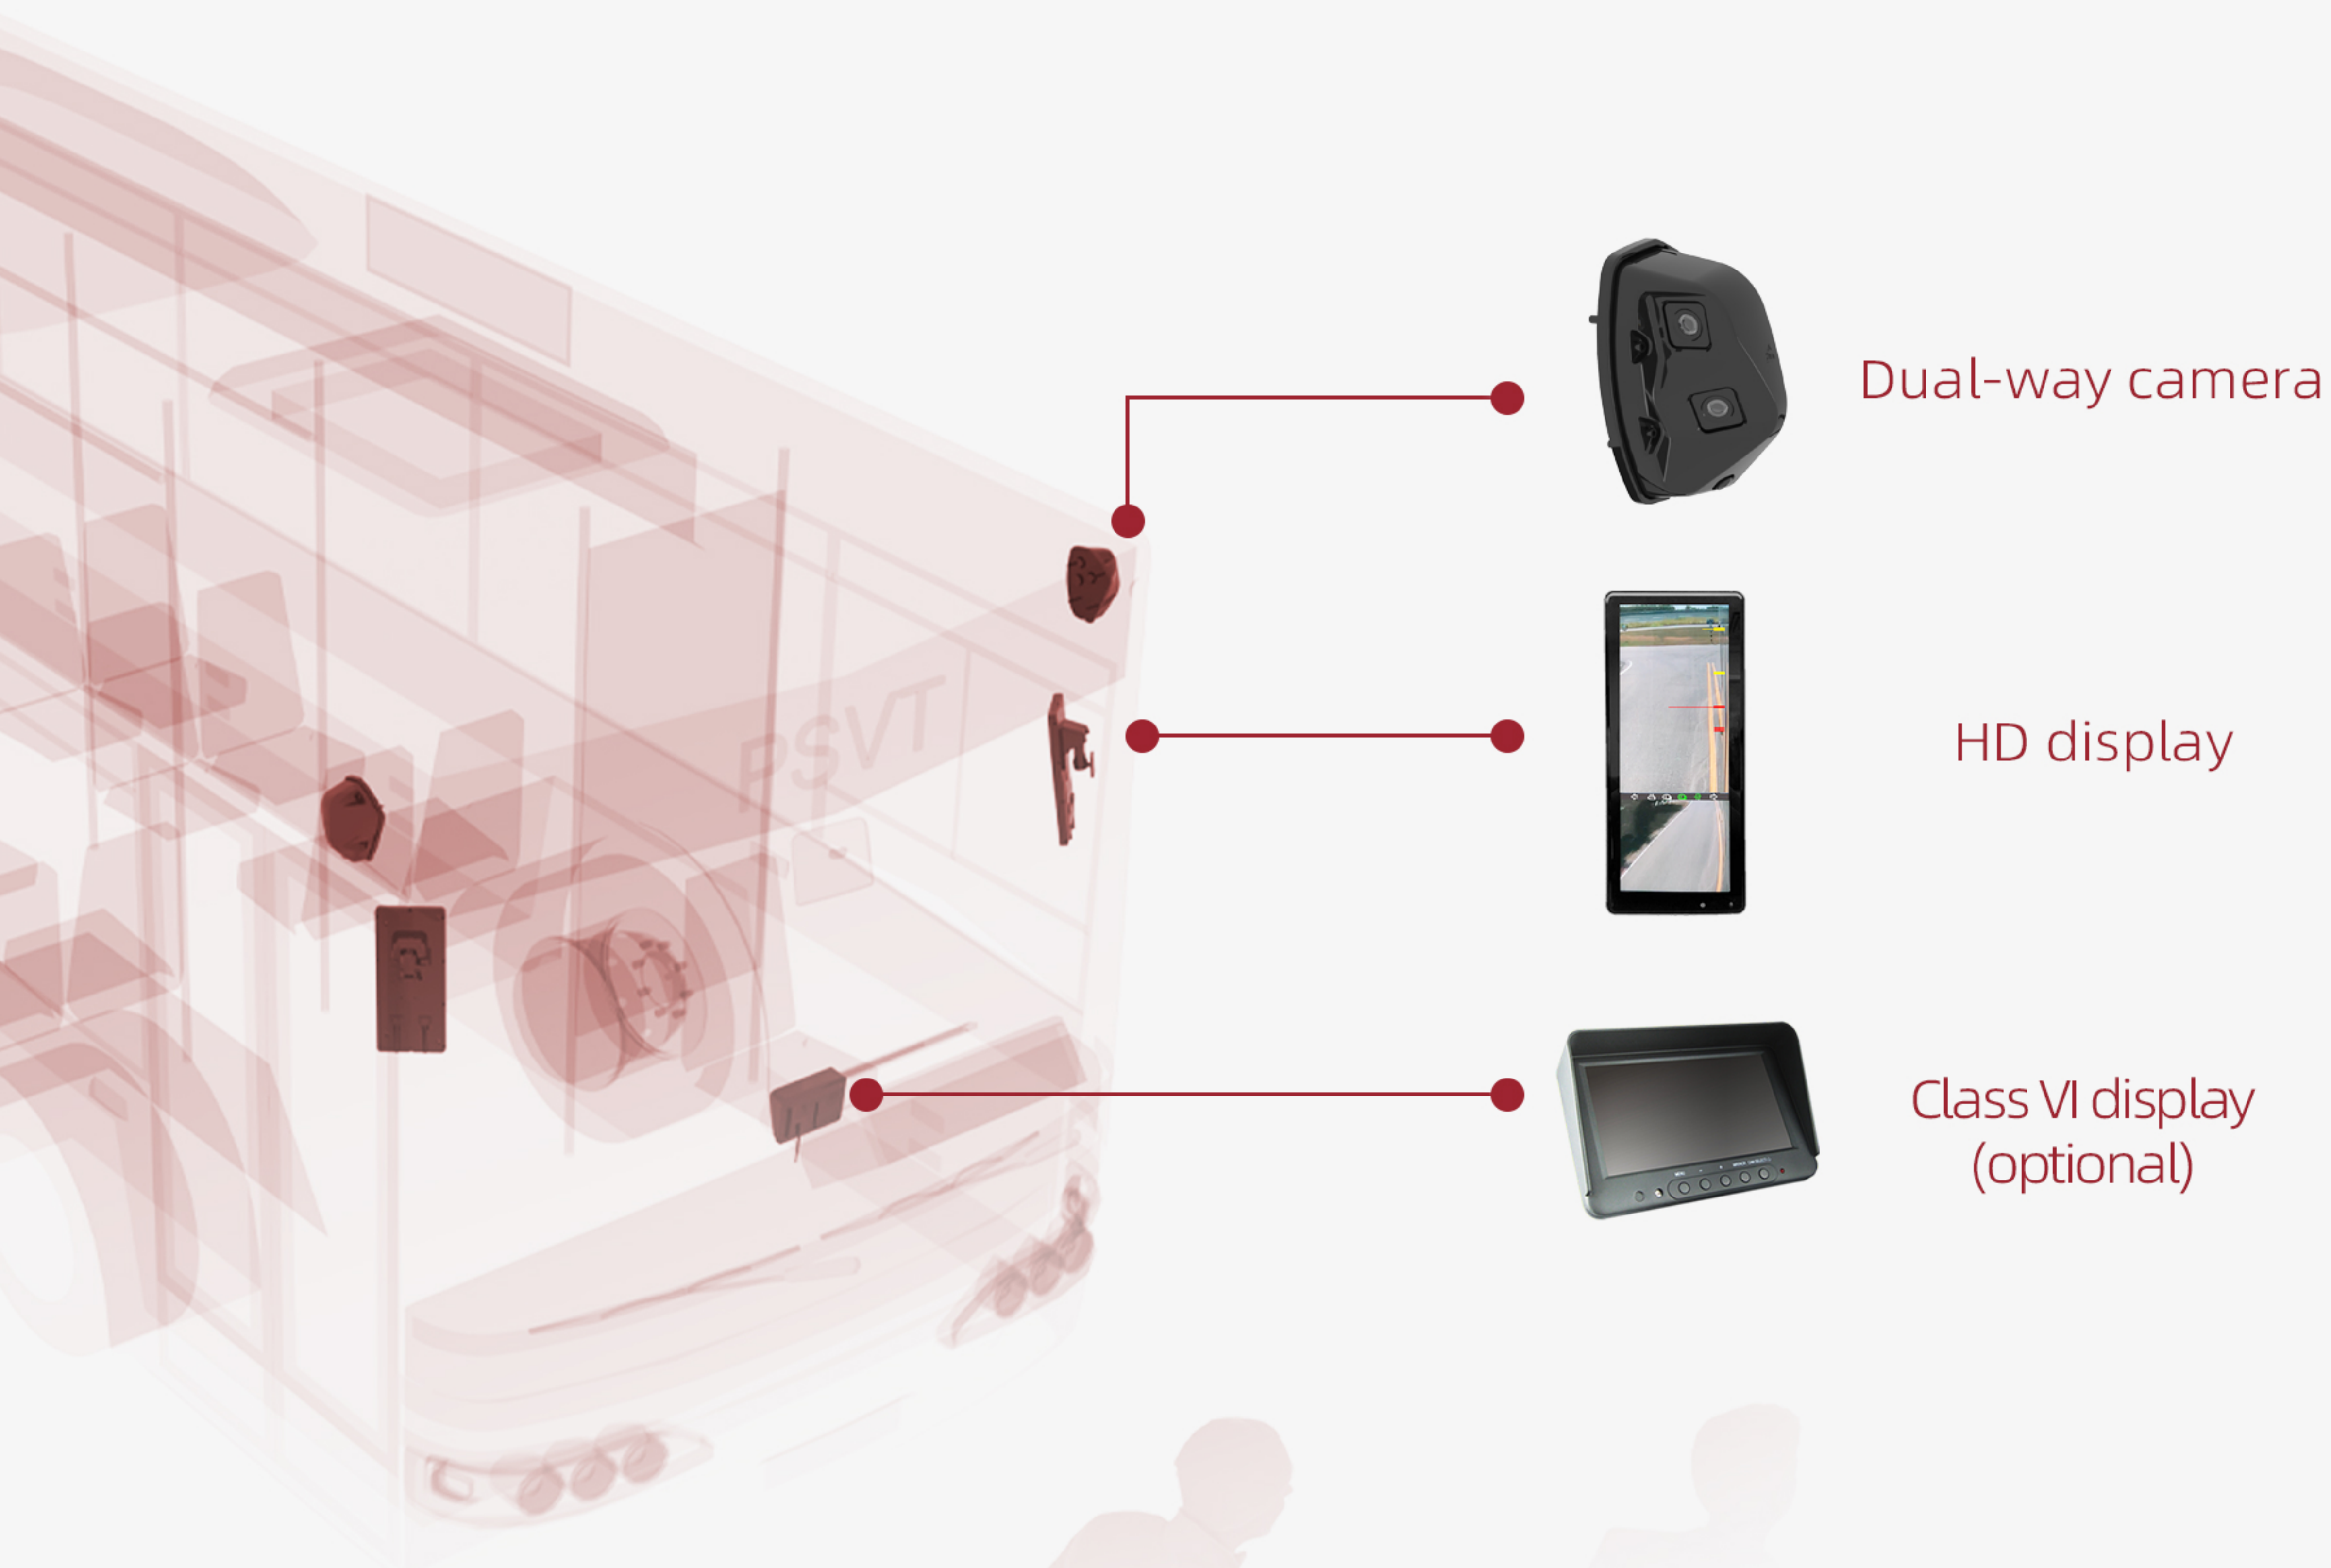 Dual-way camera
PSVT
HD display
Class VI display
(optional)